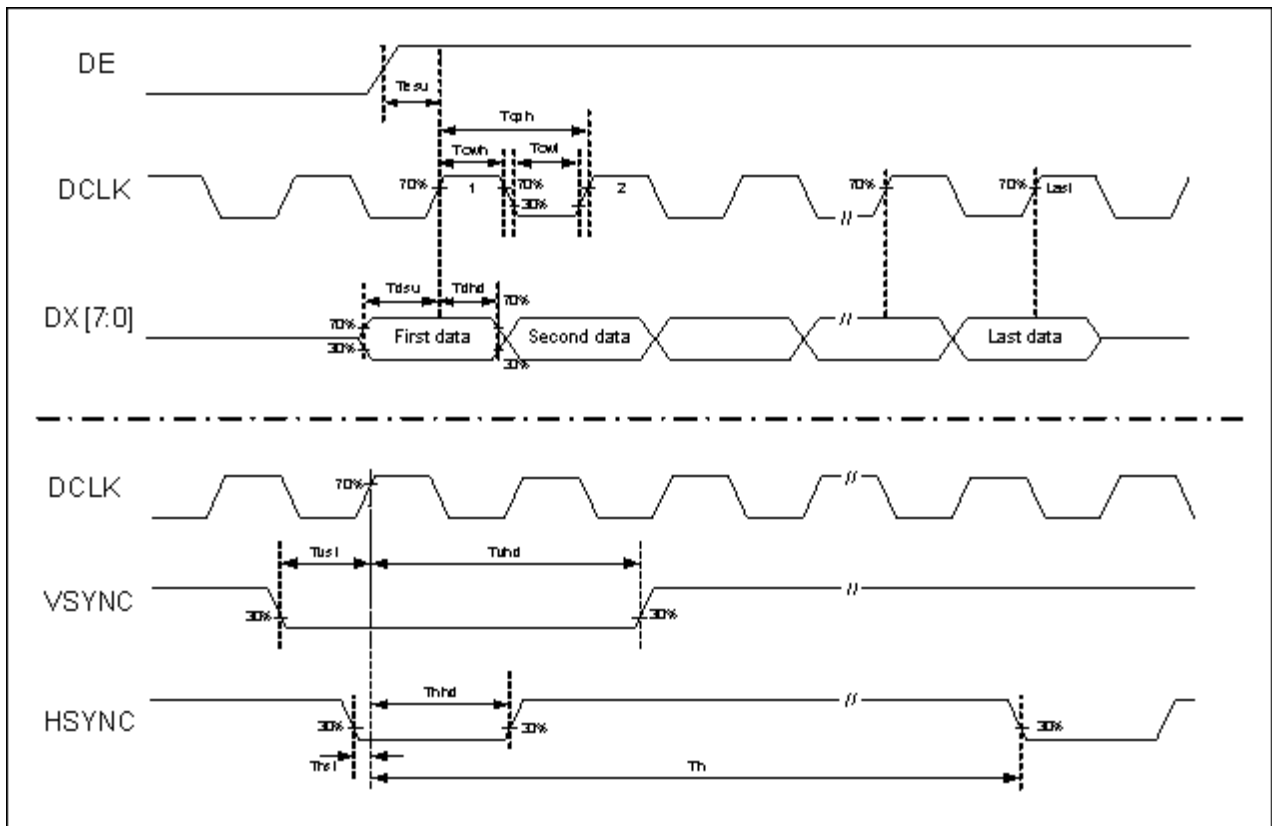 DE
Tesu
Tcph
Tcwh Tcwl
DCLK 70% 1 70% 2 70% 70% Last
30%
//
Tdsu Tdhd
DX[7:0] 70% First data 70% Second data // Last data
30% 30%
DCLK 70% //
Tvst Tvhd
VSYNC 30% 30% //
Thhd
HSYNC 30% 30% // 30%
Thst Th